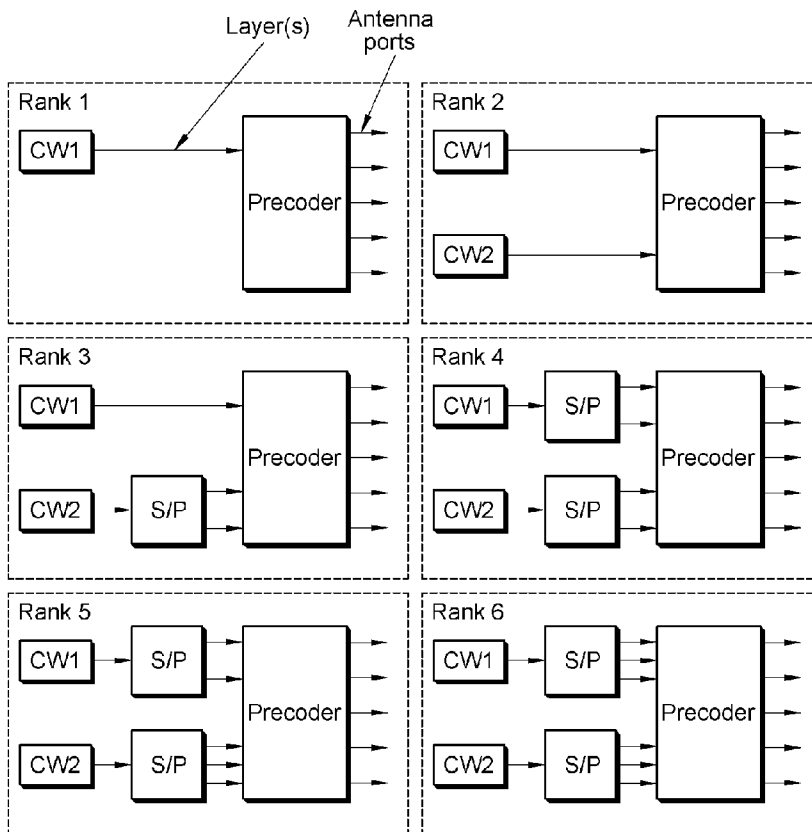 Layer(s)
Antenna
ports
Rank 1
CW1
Precoder
Rank 2
CW1
CW2
Precoder
Rank 3
CW1
CW2
S/P
Precoder
Rank 4
CW1
S/P
CW2
S/P
Precoder
Rank 5
CW1
S/P
CW2
S/P
Precoder
Rank 6
CW1
S/P
CW2
S/P
Precoder